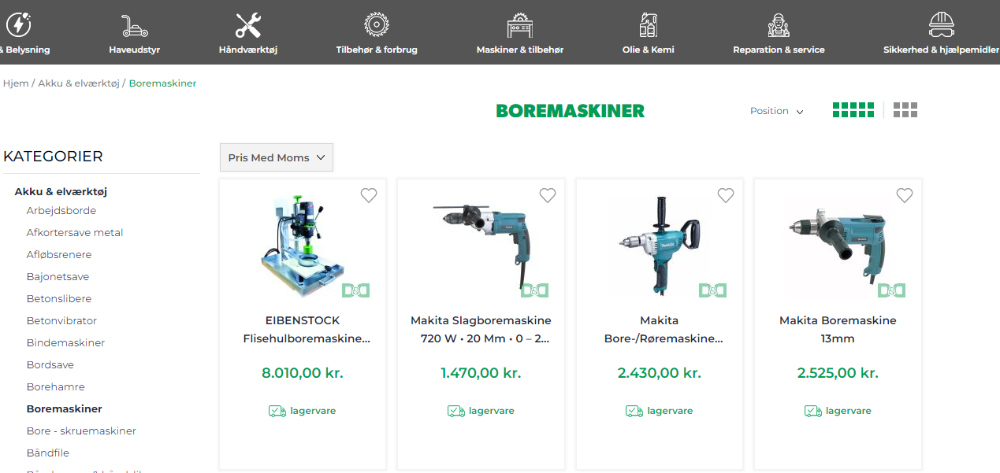 & Belysning
Haveudstyr
Håndværktøj
Tilbehør & forbrug
Maskiner & tilbehør
Olie & Kemi
Reparation & service
Sikkerhed & hjælpemidler
Hjem / Akku & elværktøj / Boremaskiner
BOREMASKINER
Position
KATEGORIER
Pris Med Moms
Akku & elværktøj
Arbejdsborde
Afkortersave metal
Afløbsrenere
Bajonetsave
Betonslibere
Betonvibrator
Bindemaskiner
Bordsave
Borehamre
Boremaskiner
Bore - skruemaskiner
Båndfile
D&D
EIBENSTOCK
Flisehulboremaskine...
8.010,00 kr.
lagervare
D&D
Makita Slagboremaskine
720 W • 20 Mm • 0 – 2...
1.470,00 kr.
lagervare
D&D
Makita
Bore-/Røremaskine...
2.430,00 kr.
lagervare
D&D
Makita Boremaskine
13mm
2.525,00 kr.
lagervare